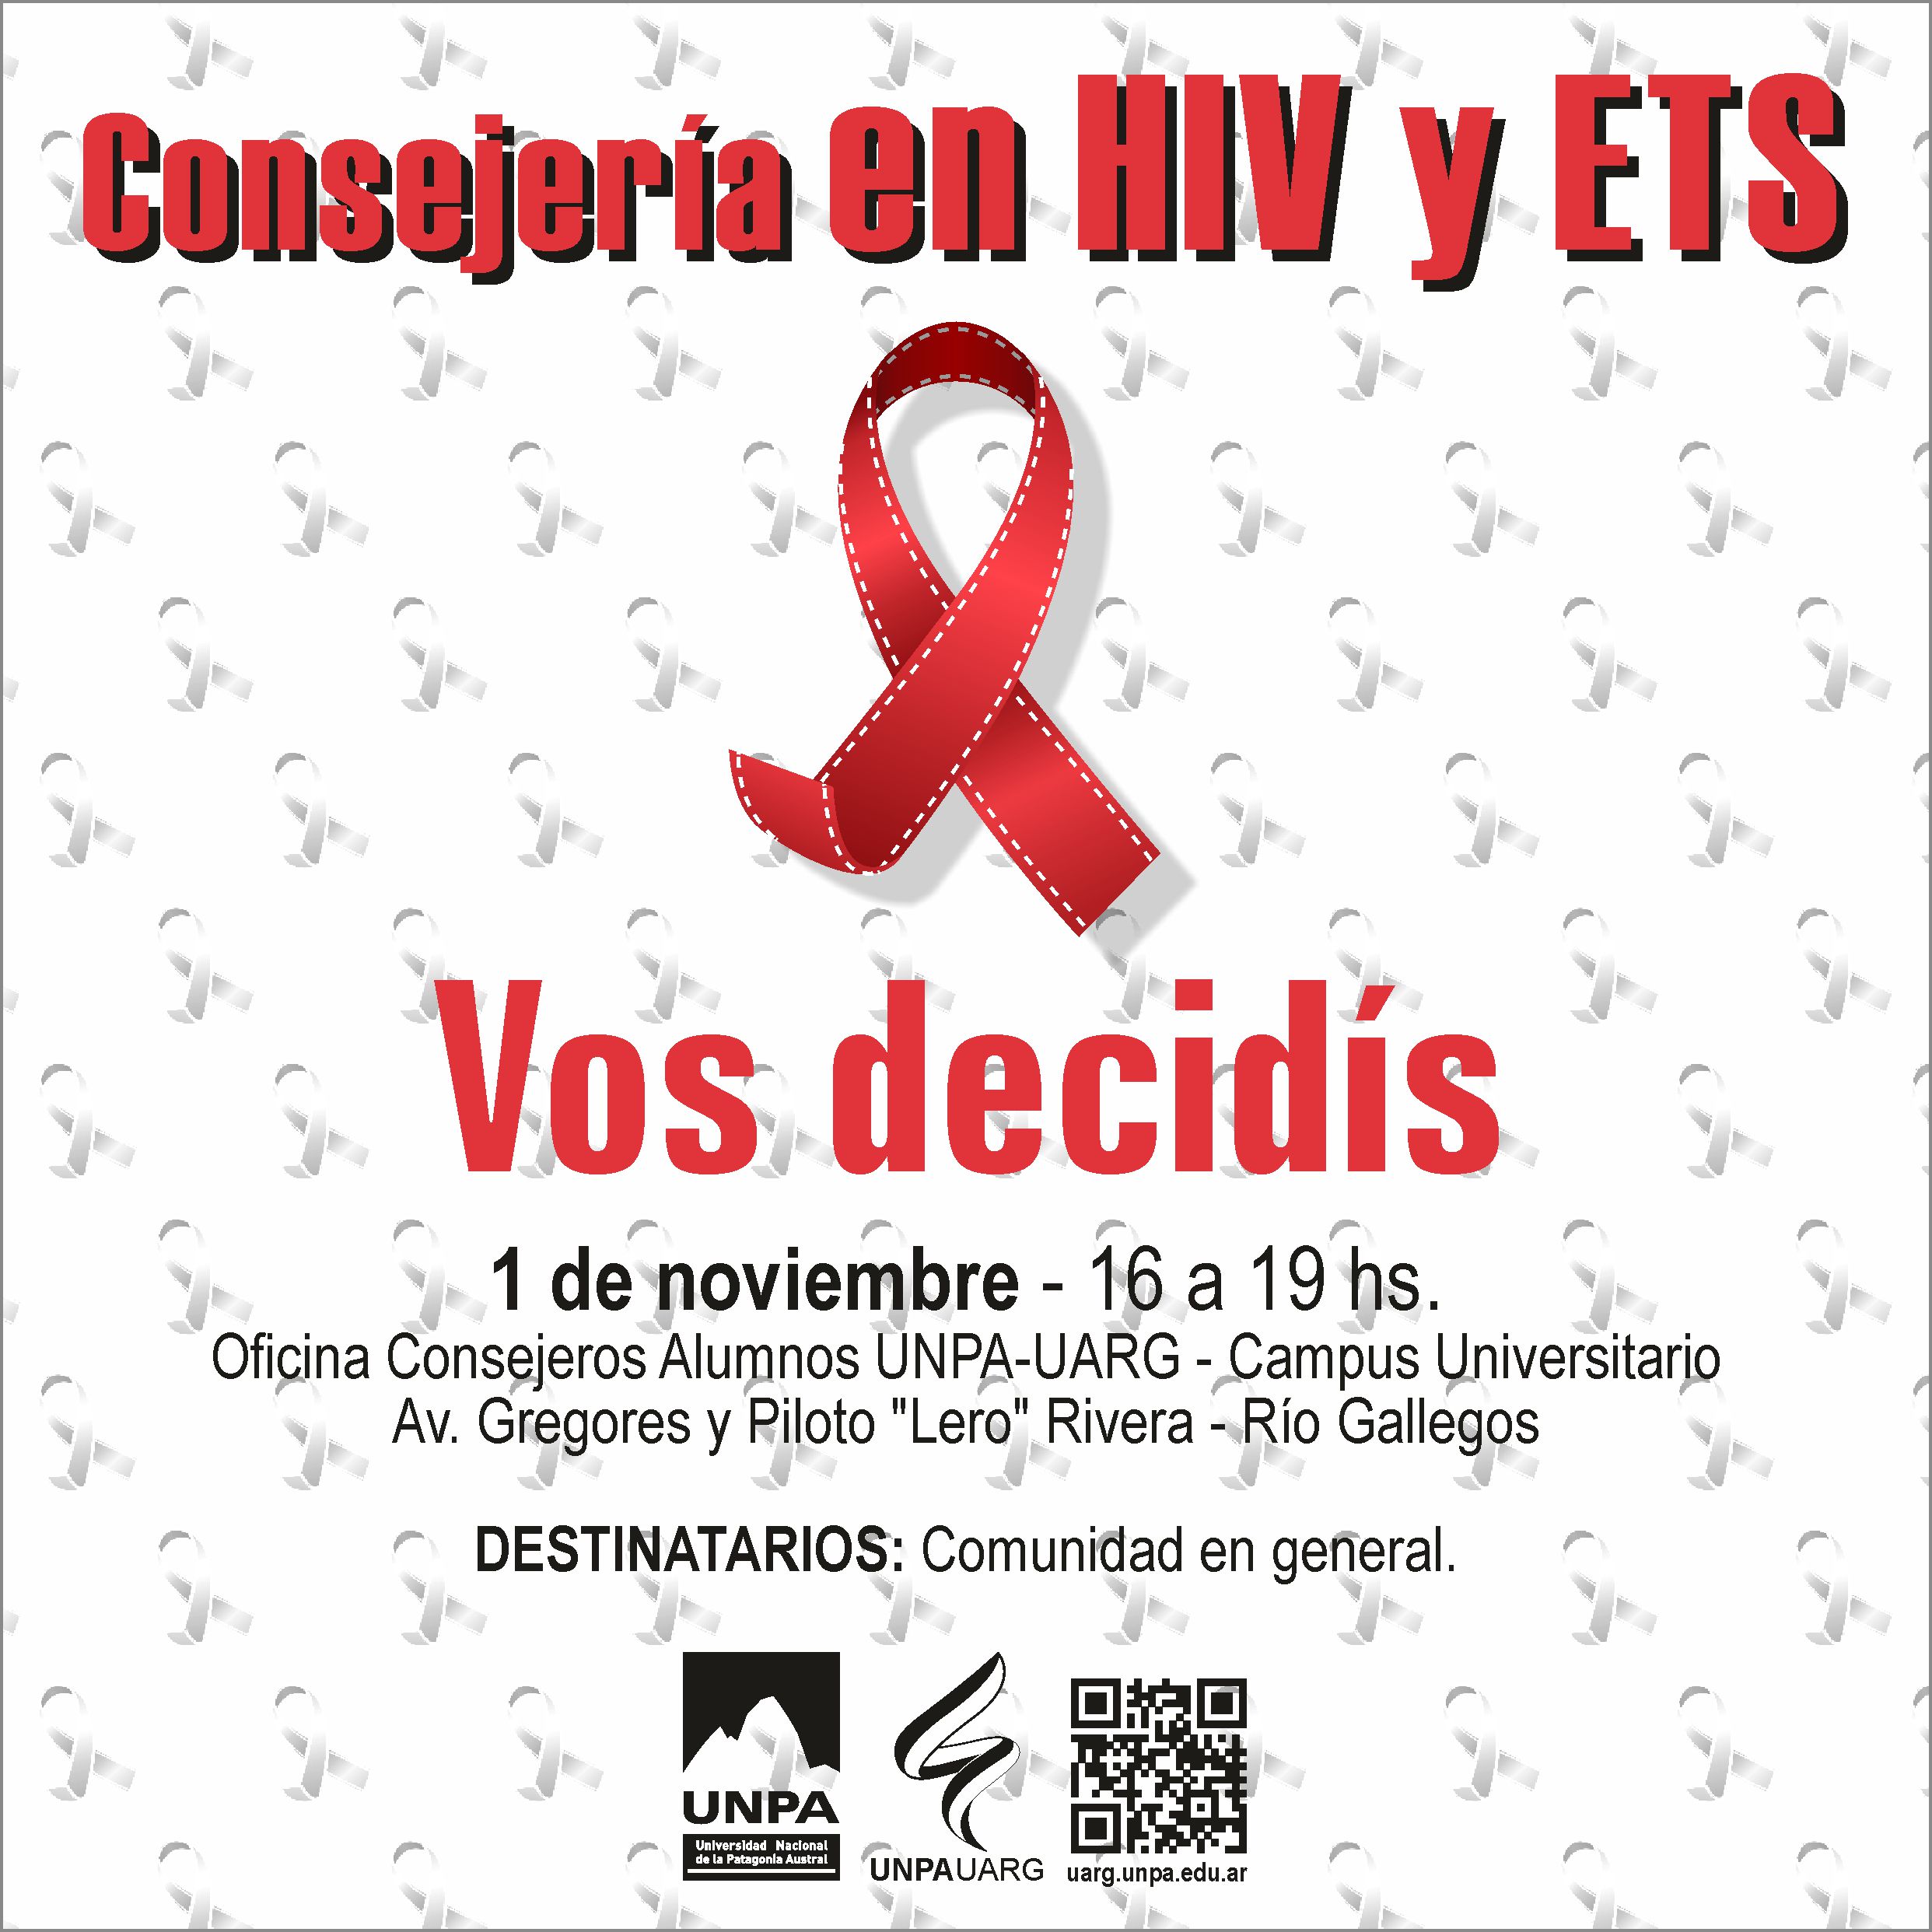 Consejería en HIV y ETS
Vos decidís
1 de noviembre - 16 a 19 hs.
Oficina Consejeros Alumnos UNPA-UARG - Campus Universitario
Av. Gregores y Piloto "Lero" Rivera - Río Gallegos
DESTINATARIOS: Comunidad en general.
UNPA
Universidad Nacional
de la Patagonia Austral
UNPAUARG
uarg.unpa.edu.ar